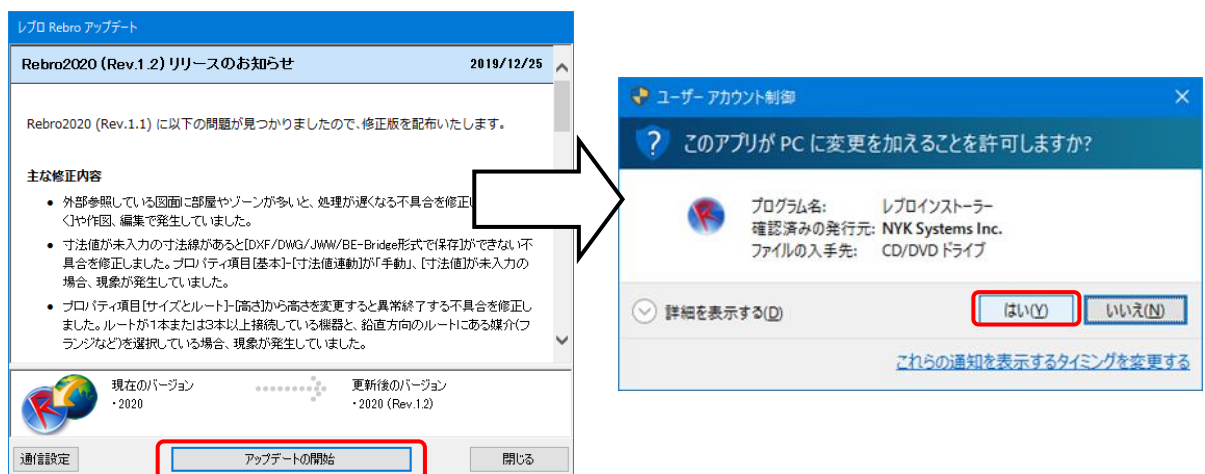 レブロ Rebro アップデート
Rebro2020 (Rev.1.2) リリースのお知らせ 2019/12/25
Rebro2020 (Rev.1.1) に以下の問題が見つかりましたので、修正版を配布いたします。
主な修正内容
• 外部参照している図面に部屋やゾーンが多いと、処理が遅くなる不具合を修正し
く]や作図、編集で発生していました。
• 寸法値が未入力の寸法線があると[DXF/DWG/JWW/BE-Bridge形式で保存]ができない不
具合を修正しました。プロパティ項目[基本]-[寸法値連動]が「手動」、[寸法値]が未入力の
場合、現象が発生していました。
• プロパティ項目[サイズとルート]-[高さ]から高さを変更すると異常終了する不具合を修正し
ました。ルートが1本または3本以上接続している機器と、鉛直方向のルートにある媒介(フ
ランジなど)を選択している場合、現象が発生していました。
現在のバージョン
・2020
更新後のバージョン
・2020 (Rev.1.2)
通信設定 アップデートの開始 閉じる
ユーザー アカウント制御
このアプリが PC に変更を加えることを許可しますか?
プログラム名: レブロインストーラー
確認済みの発行元: NYK Systems Inc.
ファイルの入手先: CD/DVD ドライブ
詳細を表示する(D) はい(Y) いいえ(N)
これらの通知を表示するタイミングを変更する